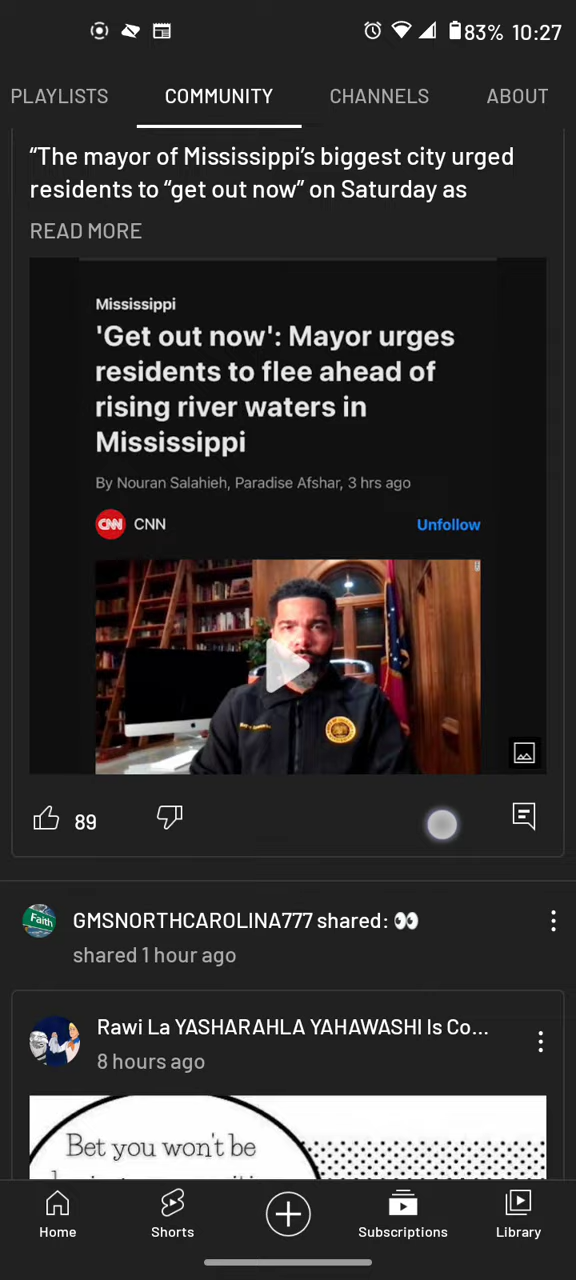 83% 10:27
PLAYLISTS COMMUNITY CHANNELS ABOUT
“The mayor of Mississippi’s biggest city urged
residents to “get out now” on Saturday as
READ MORE
Mississippi
'Get out now': Mayor urges
residents to flee ahead of
rising river waters in
Mississippi
By Nouran Salahieh, Paradise Afshar, 3 hrs ago
CNN CNN Unfollow
89
Faith
GMSNORTHCAROLINA777 shared: 👀
shared 1 hour ago
Rawi La YASHARAHLA YAHAWASHI Is Co...
8 hours ago
Bet you won't be
Home Shorts Subscriptions Library